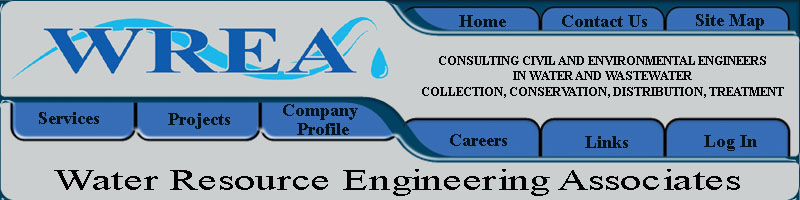 WREA
Home
Contact Us
Site Map
CONSULTING CIVIL AND ENVIRONMENTAL ENGINEERS
IN WATER AND WASTEWATER
COLLECTION, CONSERVATION, DISTRIBUTION, TREATMENT
Services
Projects
Company
Profile
Careers
Links
Log In
Water Resource Engineering Associates